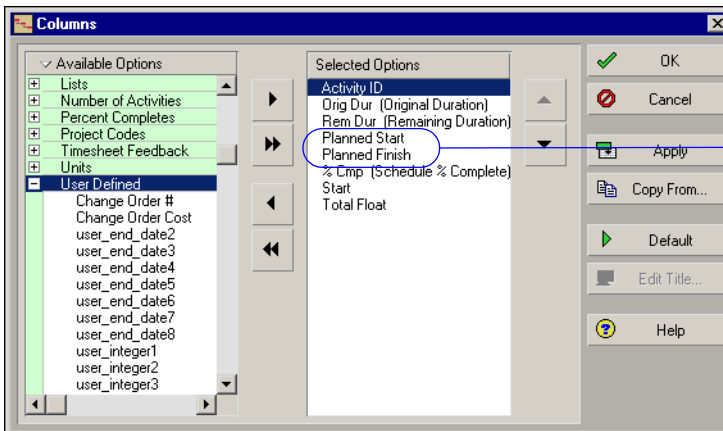 Columns
Available Options
Lists
Number of Activities
Percent Completes
Project Codes
Timesheet Feedback
Units
User Defined
Change Order #
Change Order Cost
user_end_date2
user_end_date3
user_end_date4
user_end_date5
user_end_date6
user_end_date7
user_end_date8
user_integer1
user_integer2
user_integer3
Selected Options
Activity ID
Orig Dur (Original Duration)
Rem Dur (Remaining Duration)
Planned Start
Planned Finish
% Cmp (Schedule % Complete)
Start
Total Float
OK
Cancel
Apply
Copy From...
Default
Edit Title...
Help